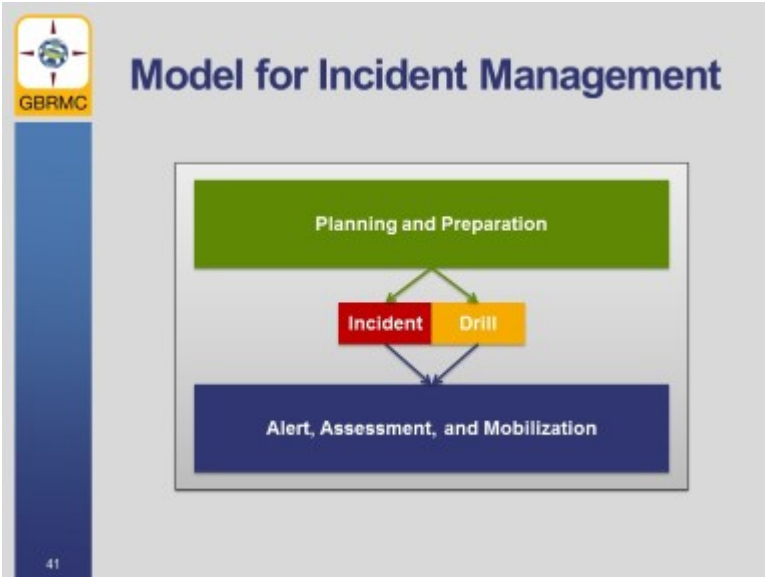 GBRMC
Model for Incident Management
Planning and Preparation
Incident Drill
Alert, Assessment, and Mobilization
41